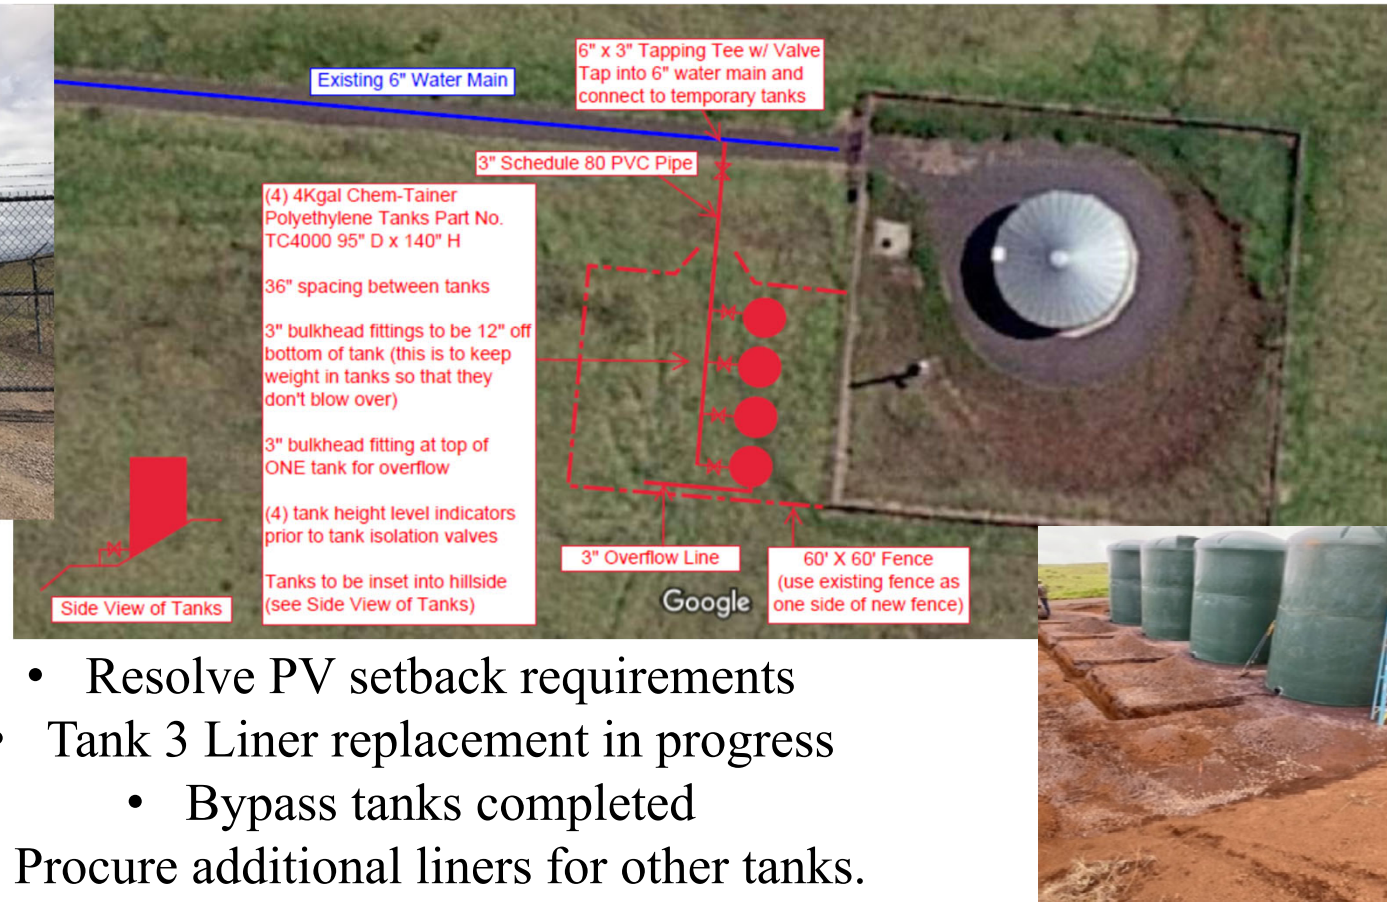 6" x 3" Tapping Tee w/ Valve
Tap into 6" water main and
connect to temporary tanks
Existing 6" Water Main
3" Schedule 80 PVC Pipe
(4) 4Kgal Chem-Tainer
Polyethylene Tanks Part No.
TC4000 95" D x 140" H
36" spacing between tanks
3" bulkhead fittings to be 12" off
bottom of tank (this is to keep
weight in tanks so that they
don't blow over)
3" bulkhead fitting at top of
ONE tank for overflow
(4) tank height level indicators
prior to tank isolation valves
Tanks to be inset into hillside
(see Side View of Tanks)
Side View of Tanks
3" Overflow Line
60' X 60' Fence
(use existing fence as
one side of new fence)
Google
• Resolve PV setback requirements
• Tank 3 Liner replacement in progress
• Bypass tanks completed
Procure additional liners for other tanks.